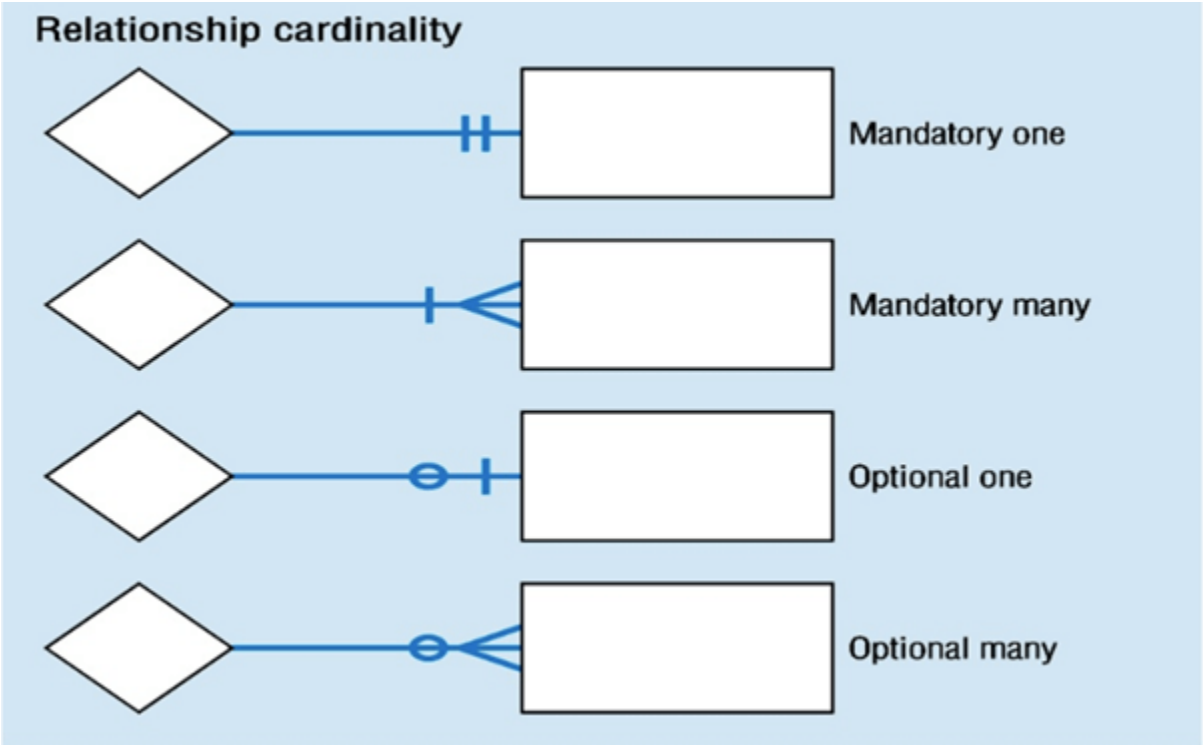 Relationship cardinality
Mandatory one
Mandatory many
Optional one
Optional many